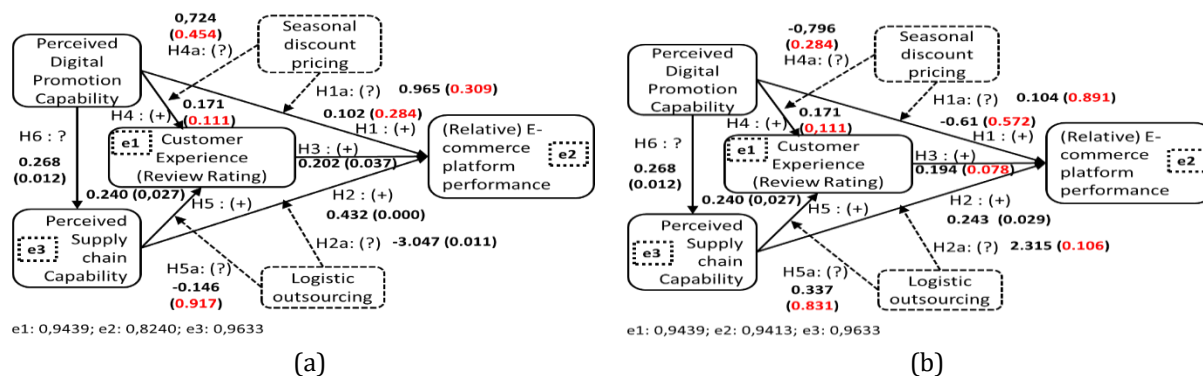 0,724
(0.454)
H4a: (?)
Perceived
Digital
Promotion
Capability
Seasonal
discount
pricing
H1a: (?) 0.965 (0.309)
0.171
(0.111)
0.102 (0.284)
H4 : (+)
H1 : (+)
H6 : ?
0.268
(0.012)
e1
Customer
Experience
(Review Rating)
H3 : (+)
0.202 (0.037)
(Relative) E-
commerce
platform
performance
e2
0.240 (0,027)
H5 : (+)
H2 : (+)
0.432 (0.000)
e3
Perceived
Supply
chain
Capability
H2a: (?) -3.047 (0.011)
H5a: (?)
-0.146
(0.917)
Logistic
outsourcing
e1: 0,9439; e2: 0,8240; e3: 0,9633
(a)
-0,796
(0.284)
H4a: (?)
Perceived
Digital
Promotion
Capability
Seasonal
discount
pricing
H1a: (?) 0.104 (0.891)
0.171
(0,111)
-0.61 (0.572)
H4 : (+)
H1 : (+)
H6 : ?
0.268
(0.012)
e1
Customer
Experience
(Review Rating)
H3 : (+)
0.194 (0.078)
(Relative) E-
commerce
platform
performance
e2
0.240 (0,027)
H5 : (+)
H2 : (+)
0.243 (0.029)
e3
Perceived
Supply
chain
Capability
H2a: (?) 2.315 (0.106)
H5a: (?)
0.337
(0.831)
Logistic
outsourcing
e1: 0,9439; e2: 0,9413; e3: 0,9633
(b)